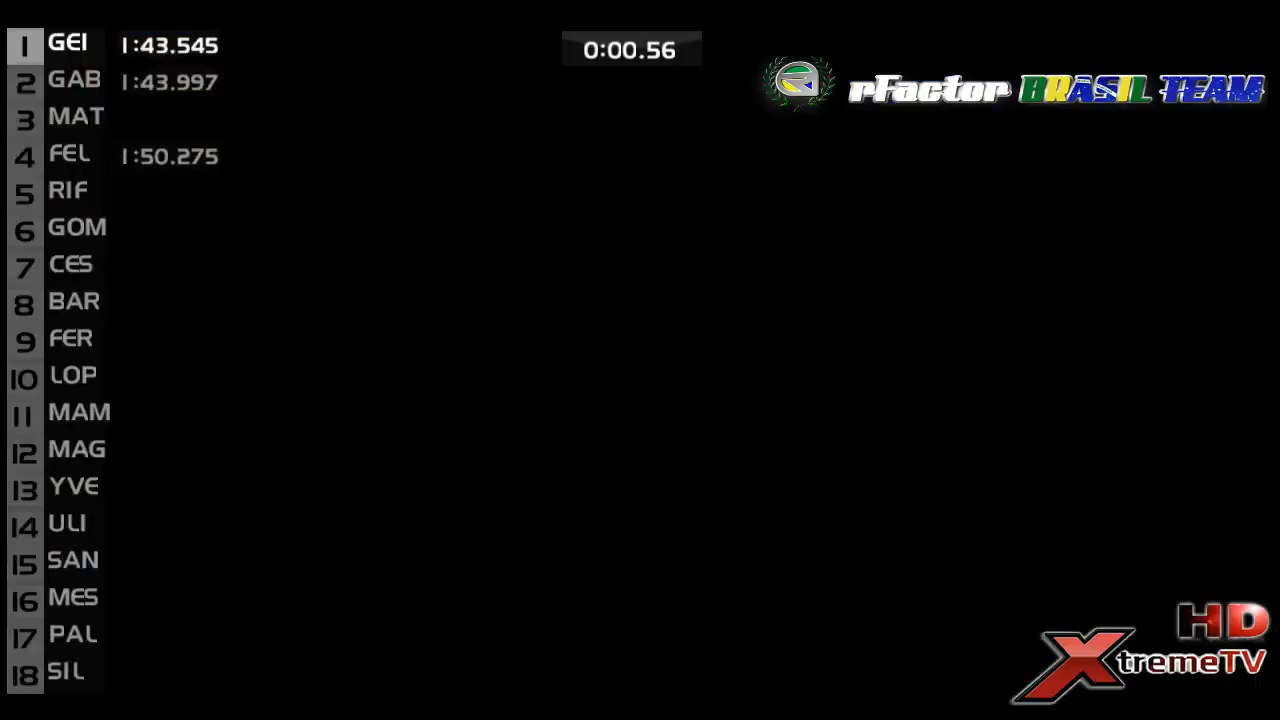 1 GEI 1:43.545
2 GAB 1:43.997
3 MAT
4 FEL 1:50.275
5 RIF
6 GOM
7 CES
8 BAR
9 FER
10 LOP
11 MAM
12 MAG
13 YVE
14 ULI
15 SAN
16 MES
17 PAL
18 SIL
0:00.56
rFactor BRASIL TEAM
HD
XtremeTV